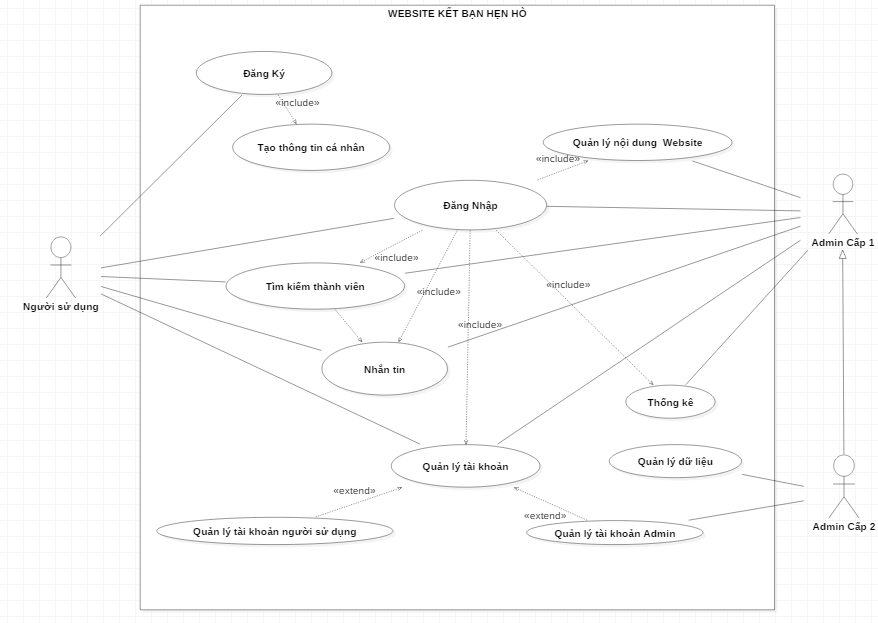 WEBSITE KẾT BẠN HẸN HÒ
Đăng Ký
«include»
Tạo thông tin cá nhân
Quản lý nội dung Website
«include»
Đăng Nhập
Admin Cấp 1
«include»
Tìm kiếm thành viên
«include»
«include»
Người sử dụng
«include»
Nhắn tin
Thống kê
Quản lý tài khoản
Quản lý dữ liệu
«extend»
«extend»
Quản lý tài khoản người sử dụng
Quản lý tài khoản Admin
Admin Cấp 2